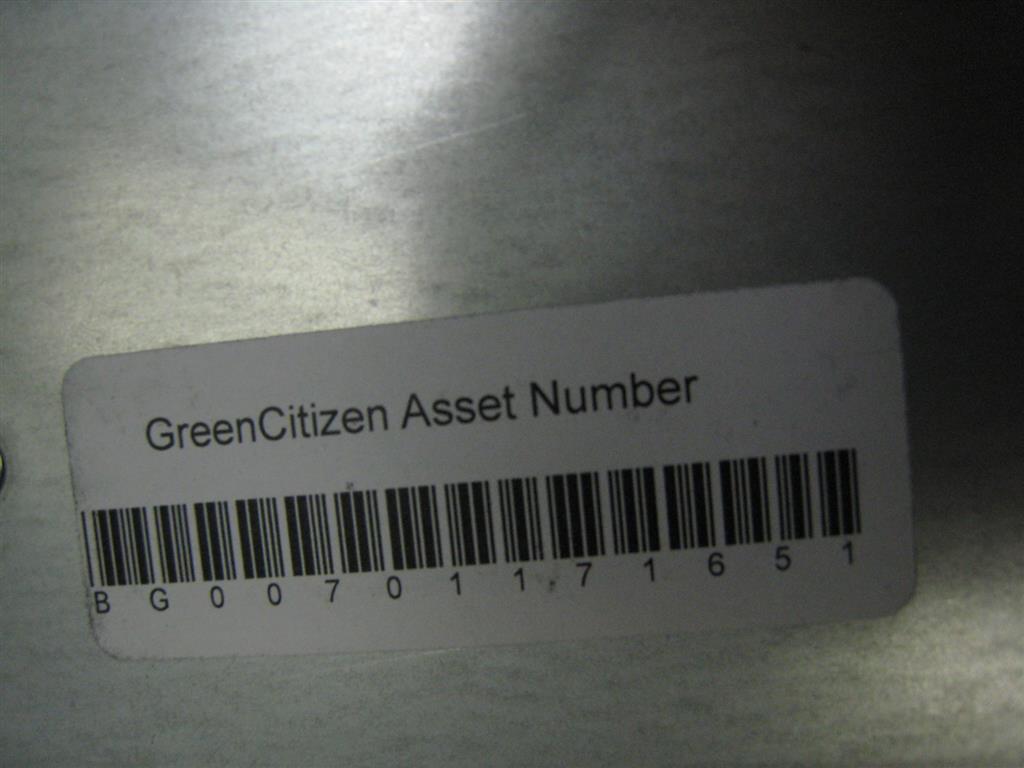 GreenCitizen Asset Number
B G 0 0 7 0 1 1 7 1 6 5 1